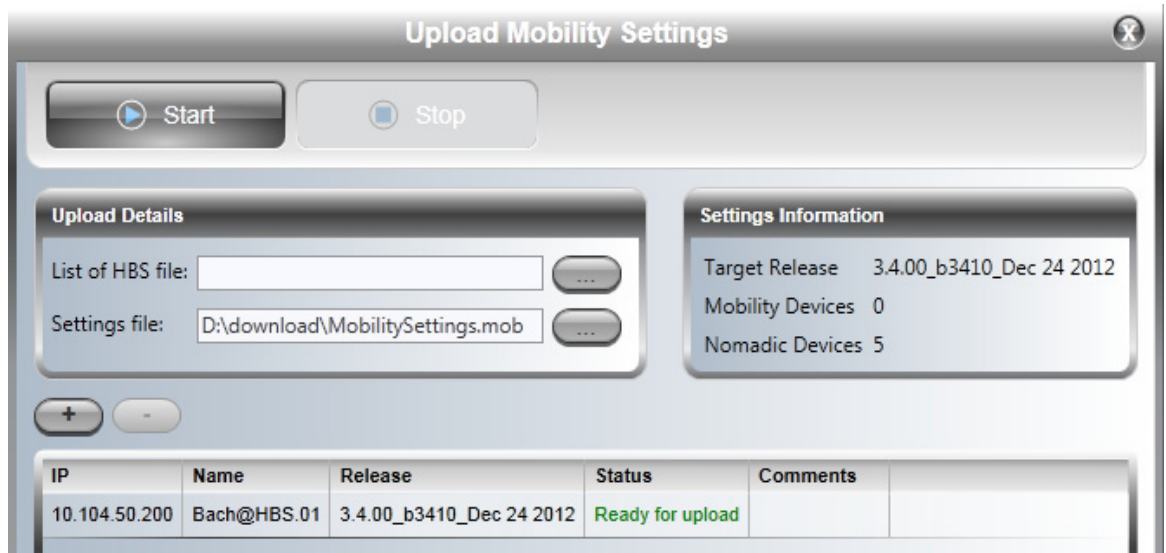 Upload Mobility Settings
X
Start Stop
Upload Details
List of HBS file: ...
Settings file: D:\download\MobilitySettings.mob ...
Settings Information
Target Release 3.4.00_b3410_Dec 24 2012
Mobility Devices 0
Nomadic Devices 5
+ -
IP Name Release Status Comments
10.104.50.200 Bach@HBS.01 3.4.00_b3410_Dec 24 2012 Ready for upload